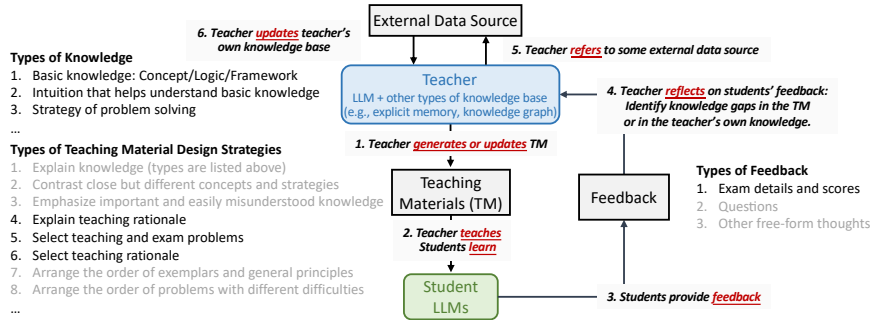 External Data Source
6. Teacher updates teacher's
own knowledge base
5. Teacher refers to some external data source
Types of Knowledge
1. Basic knowledge: Concept/Logic/Framework
2. Intuition that helps understand basic knowledge
3. Strategy of problem solving
…
Teacher
LLM + other types of knowledge base
(e.g., explicit memory, knowledge graph)
4. Teacher reflects on students' feedback:
Identify knowledge gaps in the TM
or in the teacher's own knowledge.
1. Teacher generates or updates TM
Types of Teaching Material Design Strategies
1. Explain knowledge (types are listed above)
2. Contrast close but different concepts and strategies
3. Emphasize important and easily misunderstood knowledge
4. Explain teaching rationale
5. Select teaching and exam problems
6. Select teaching rationale
7. Arrange the order of exemplars and general principles
8. Arrange the order of problems with different difficulties
…
Teaching
Materials (TM)
Feedback
Types of Feedback
1. Exam details and scores
2. Questions
3. Other free-form thoughts
2. Teacher teaches
Students learn
Student
LLMs
3. Students provide feedback